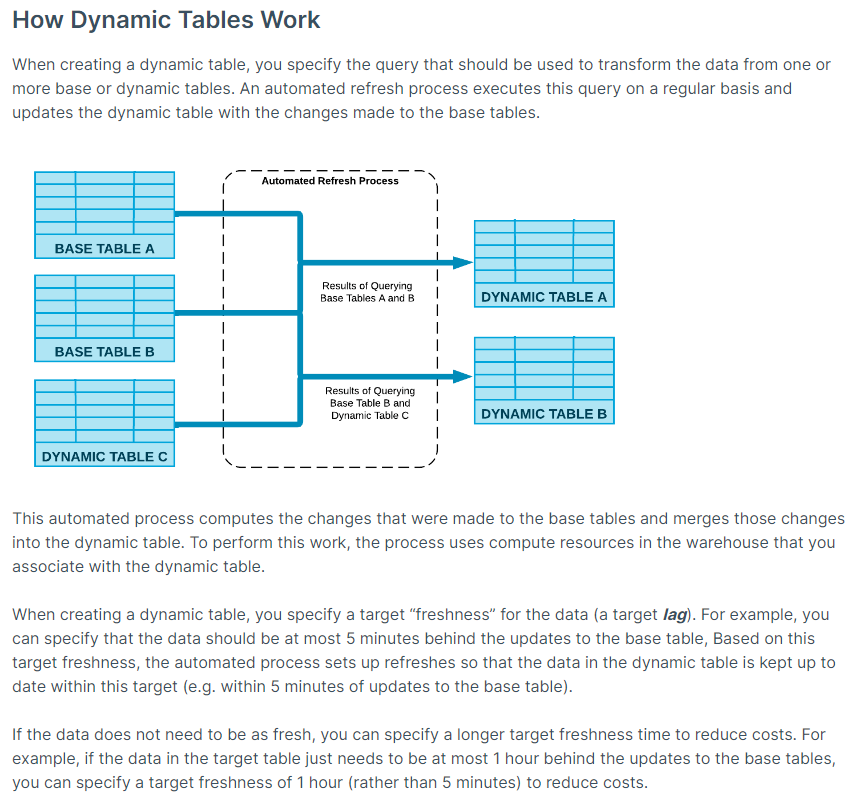 How Dynamic Tables Work
When creating a dynamic table, you specify the query that should be used to transform the data from one or
more base or dynamic tables. An automated refresh process executes this query on a regular basis and
updates the dynamic table with the changes made to the base tables.
Automated Refresh Process
BASE TABLE A
BASE TABLE B
DYNAMIC TABLE C
Results of Querying
Base Tables A and B
Results of Querying
Base Table B and
Dynamic Table C
DYNAMIC TABLE A
DYNAMIC TABLE B
This automated process computes the changes that were made to the base tables and merges those changes
into the dynamic table. To perform this work, the process uses compute resources in the warehouse that you
associate with the dynamic table.
When creating a dynamic table, you specify a target “freshness” for the data (a target lag). For example, you
can specify that the data should be at most 5 minutes behind the updates to the base table, Based on this
target freshness, the automated process sets up refreshes so that the data in the dynamic table is kept up to
date within this target (e.g. within 5 minutes of updates to the base table).
If the data does not need to be as fresh, you can specify a longer target freshness time to reduce costs. For
example, if the data in the target table just needs to be at most 1 hour behind the updates to the base tables,
you can specify a target freshness of 1 hour (rather than 5 minutes) to reduce costs.